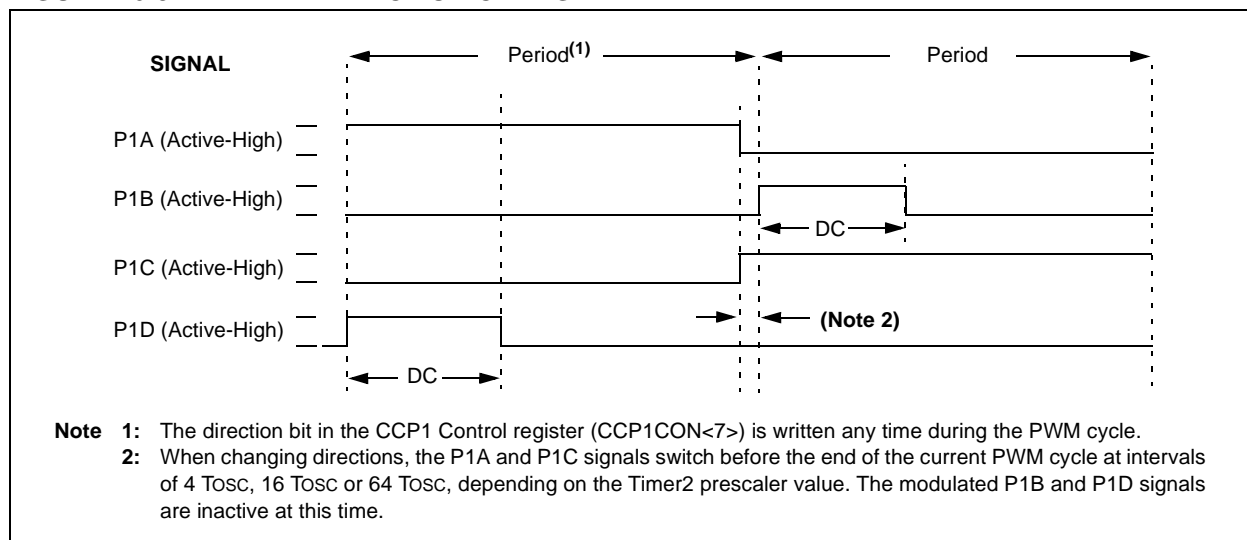 SIGNAL
Period(1)
Period
P1A (Active-High)
P1B (Active-High)
DC
P1C (Active-High)
P1D (Active-High)
(Note 2)
DC
Note 1: The direction bit in the CCP1 Control register (CCP1CON<7>) is written any time during the PWM cycle.
2: When changing directions, the P1A and P1C signals switch before the end of the current PWM cycle at intervals
of 4 TOSC, 16 TOSC or 64 TOSC, depending on the Timer2 prescaler value. The modulated P1B and P1D signals
are inactive at this time.